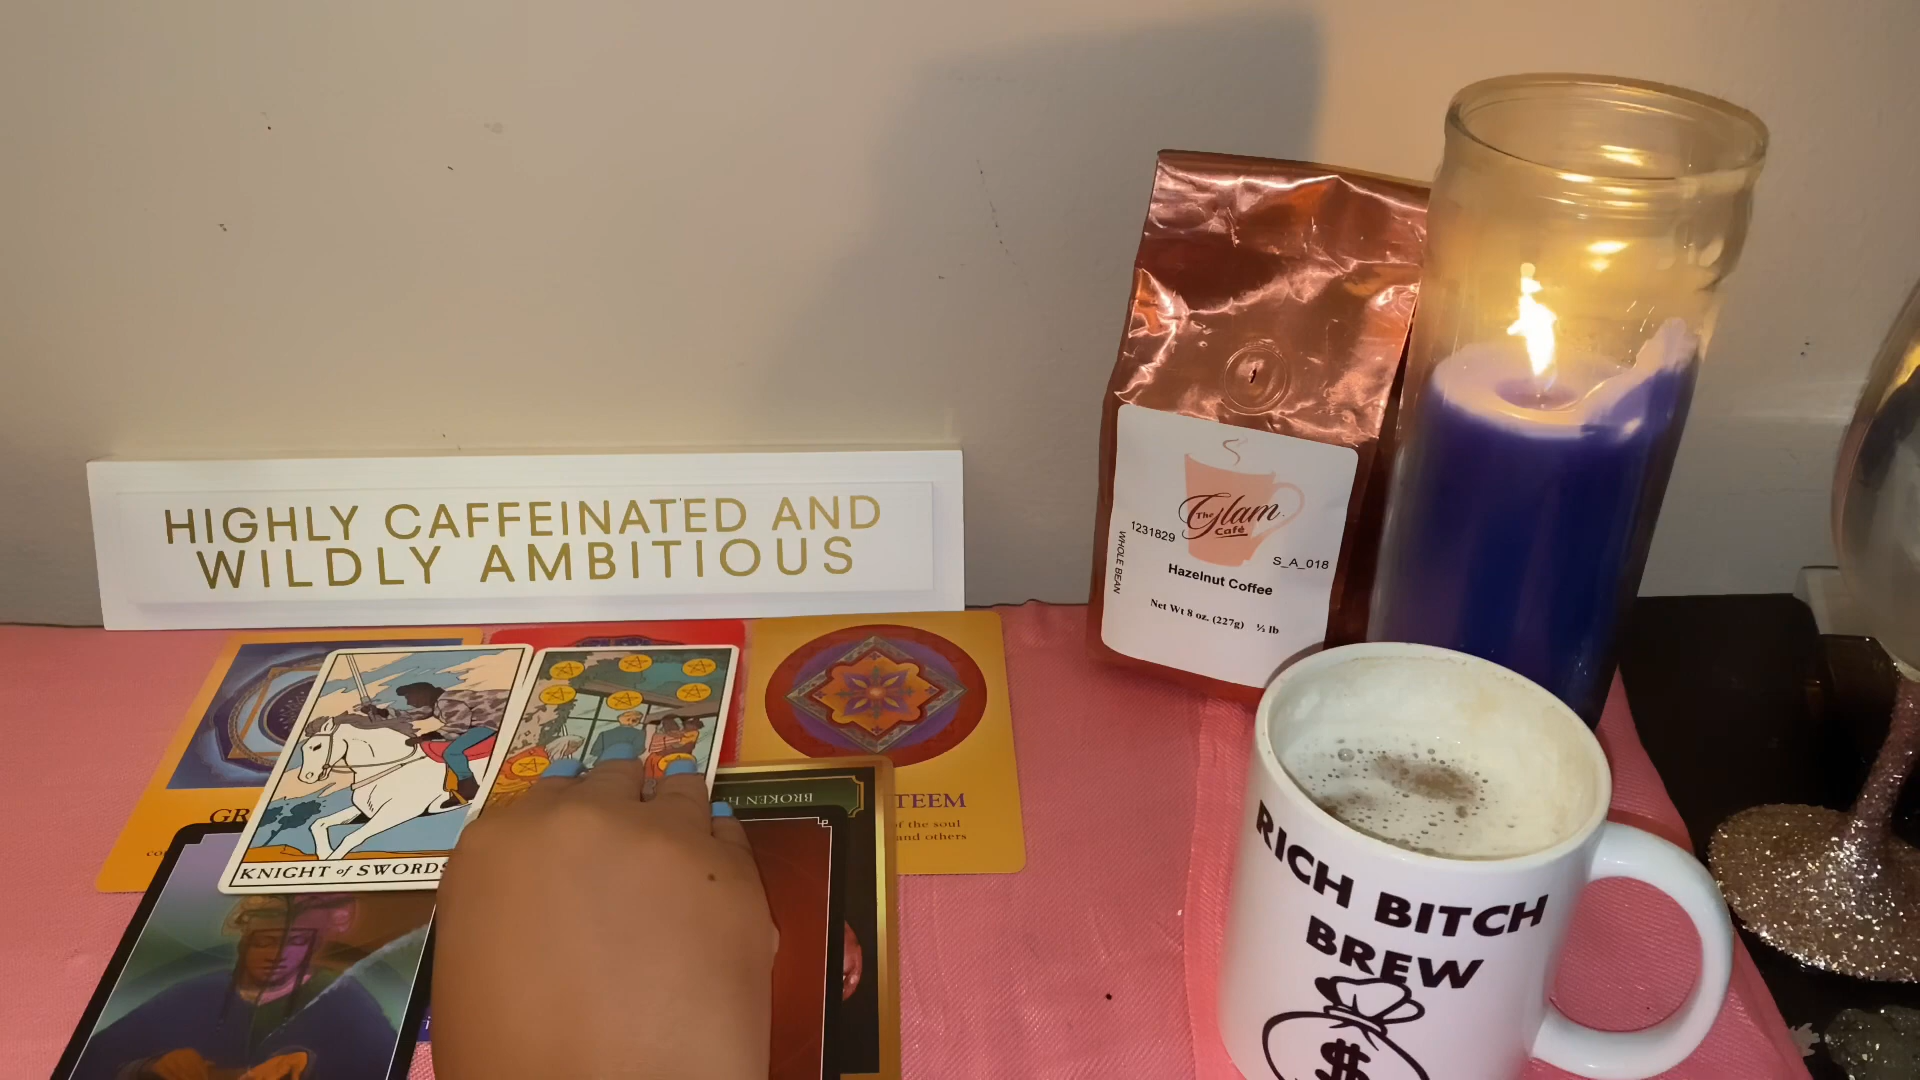 HIGHLY CAFFEINATED AND
WILDLY AMBITIOUS
The Glam
Café
1231829
S_A_018
WHOLE BEAN
Hazelnut Coffee
Net Wt 8 oz. (227g) ½ lb
KNIGHT of SWORDS
BROKEN
of the soul
and others
RICH BITCH
BREW
$